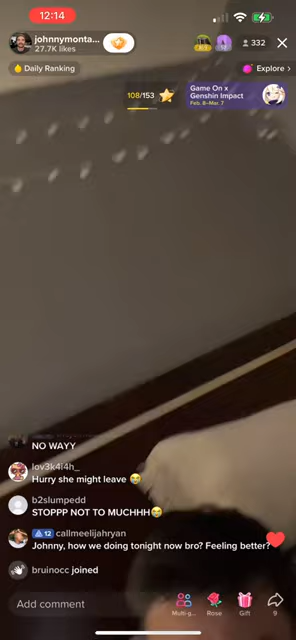 12:14
johnnymonta...
27.7K likes
332
Daily Ranking
Explore >
108/153
Game On x
Genshin Impact
Feb. 8–Mar. 7
NO WAYY
lov3k4i4h_
Hurry she might leave 😭
b2slumpedd
STOPPP NOT TO MUCHHH😭
12 callmeelijahryan
Johnny, how we doing tonight now bro? Feeling better?
bruinocc joined
Add comment
Multi-g...
Rose
Gift
9